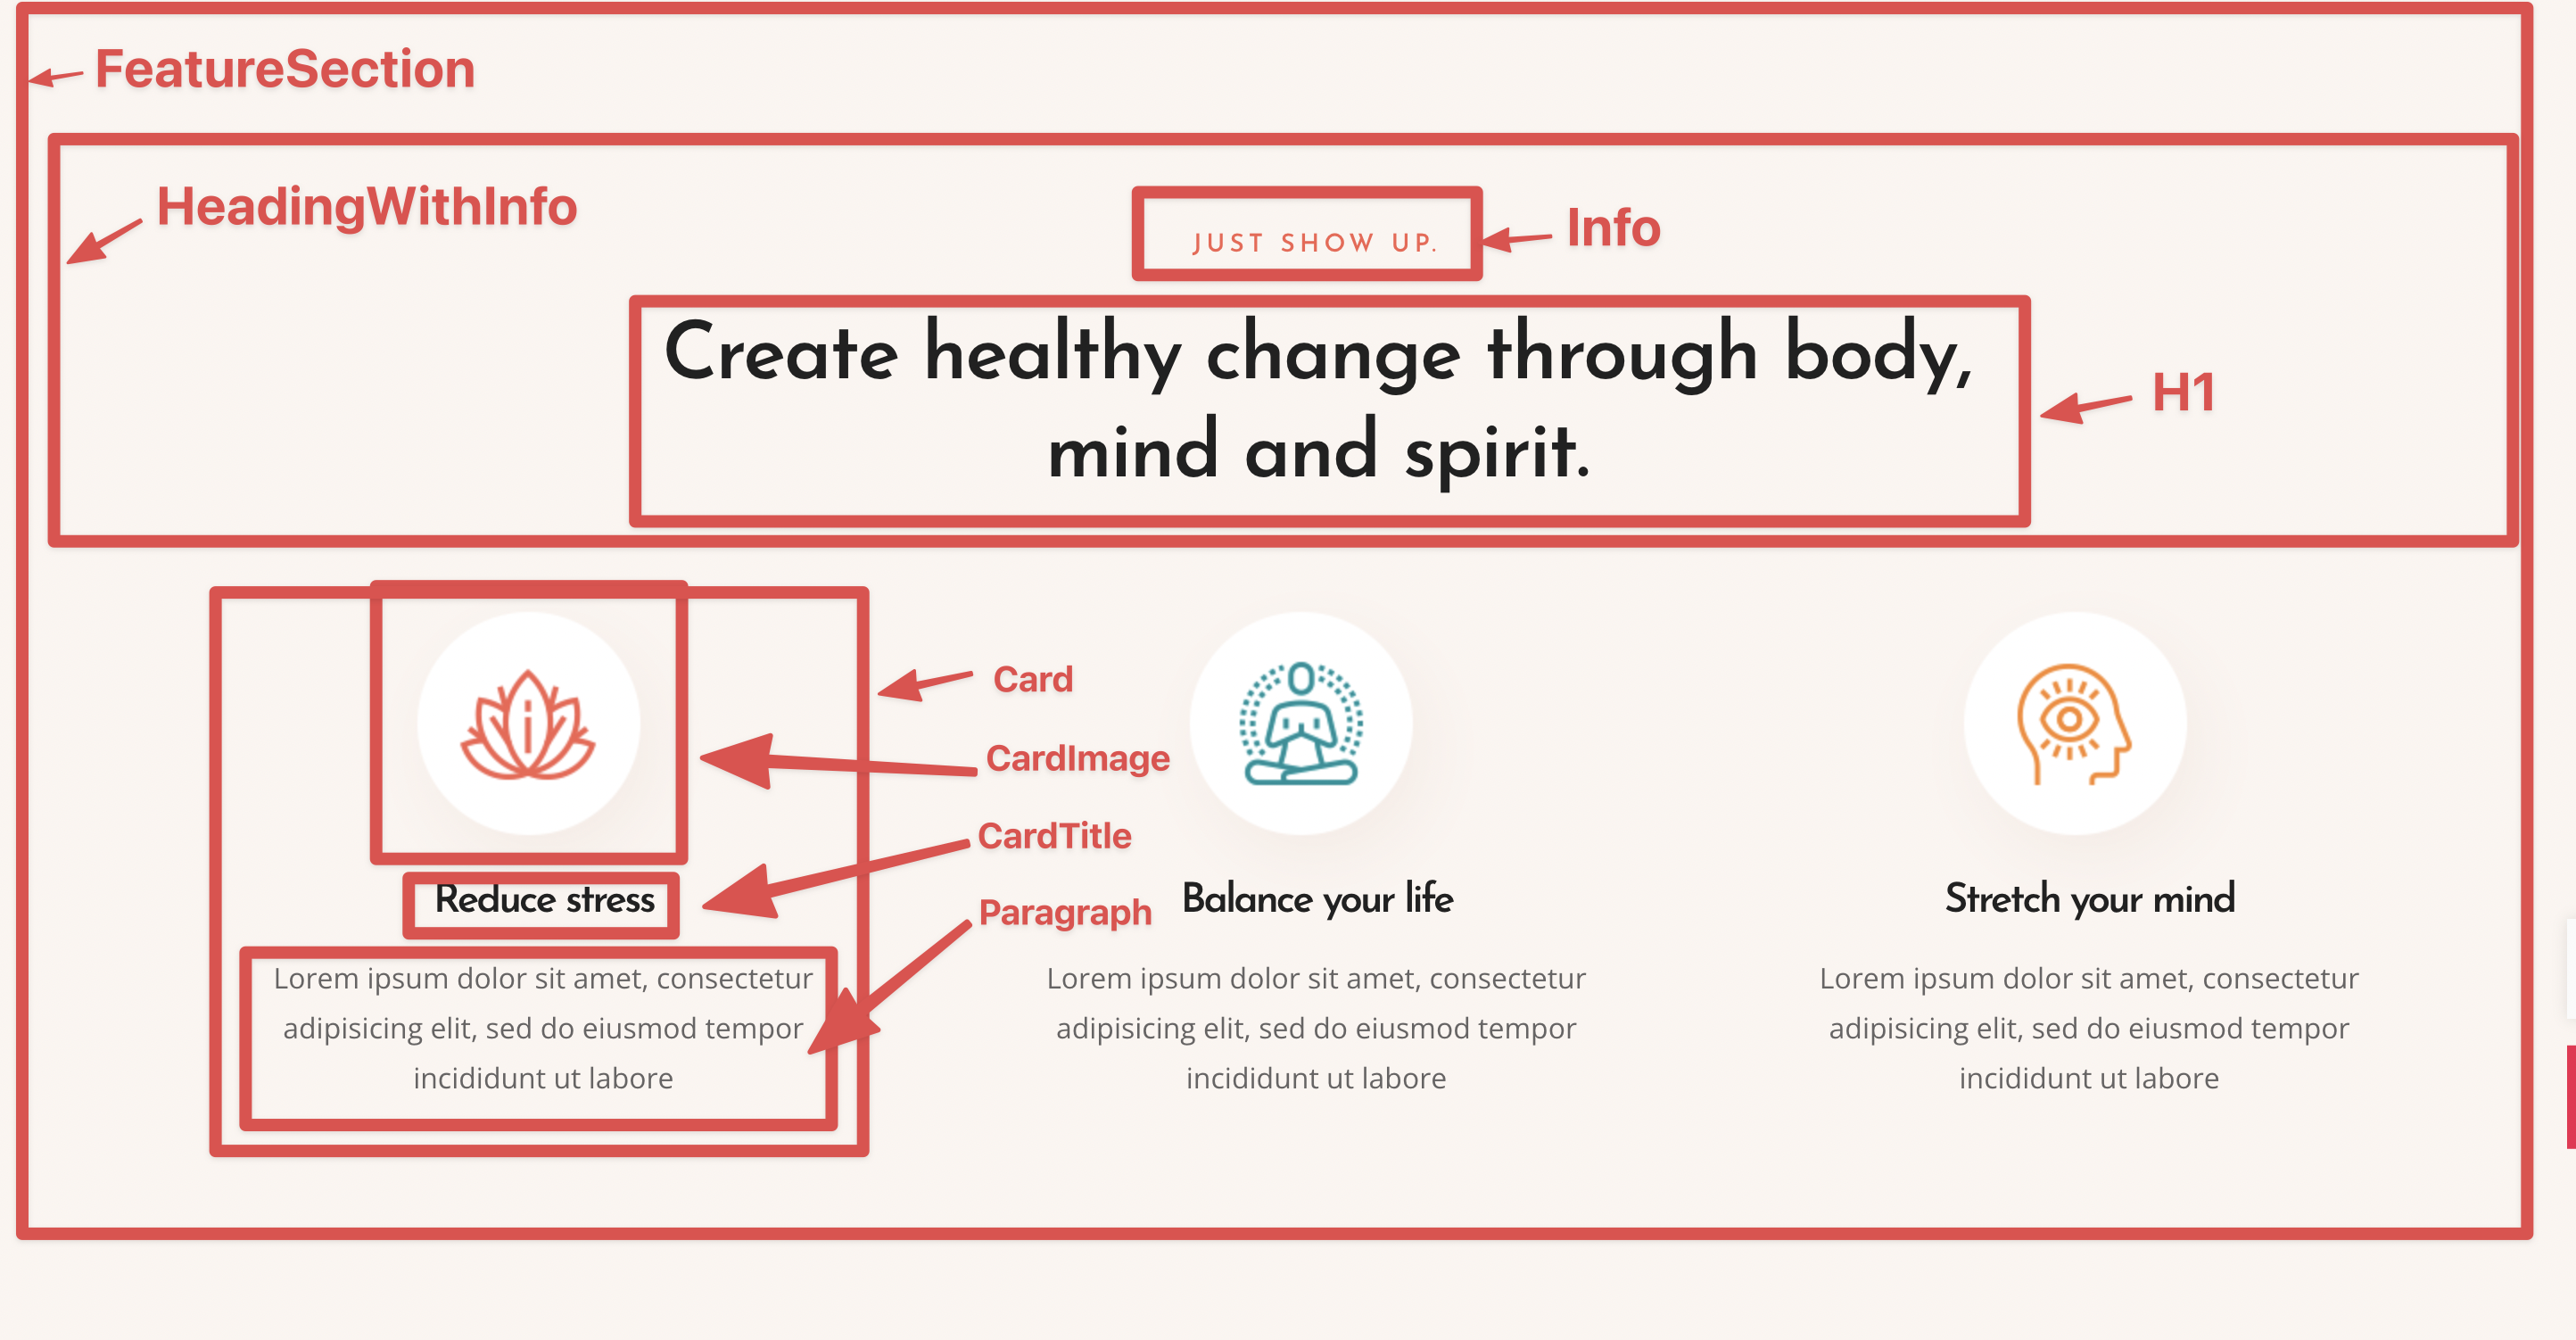 FeatureSection
HeadingWithInfo
JUST SHOW UP.
Info
Create healthy change through body,
mind and spirit.
H1
Card
CardImage
CardTitle
Paragraph
Reduce stress
Lorem ipsum dolor sit amet, consectetur
adipisicing elit, sed do eiusmod tempor
incididunt ut labore
Balance your life
Lorem ipsum dolor sit amet, consectetur
adipisicing elit, sed do eiusmod tempor
incididunt ut labore
Stretch your mind
Lorem ipsum dolor sit amet, consectetur
adipisicing elit, sed do eiusmod tempor
incididunt ut labore